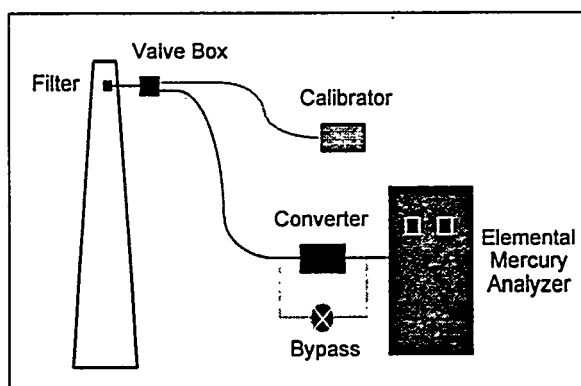 Valve Box
Filter
Calibrator
Converter
Elemental
Mercury
Analyzer
Bypass